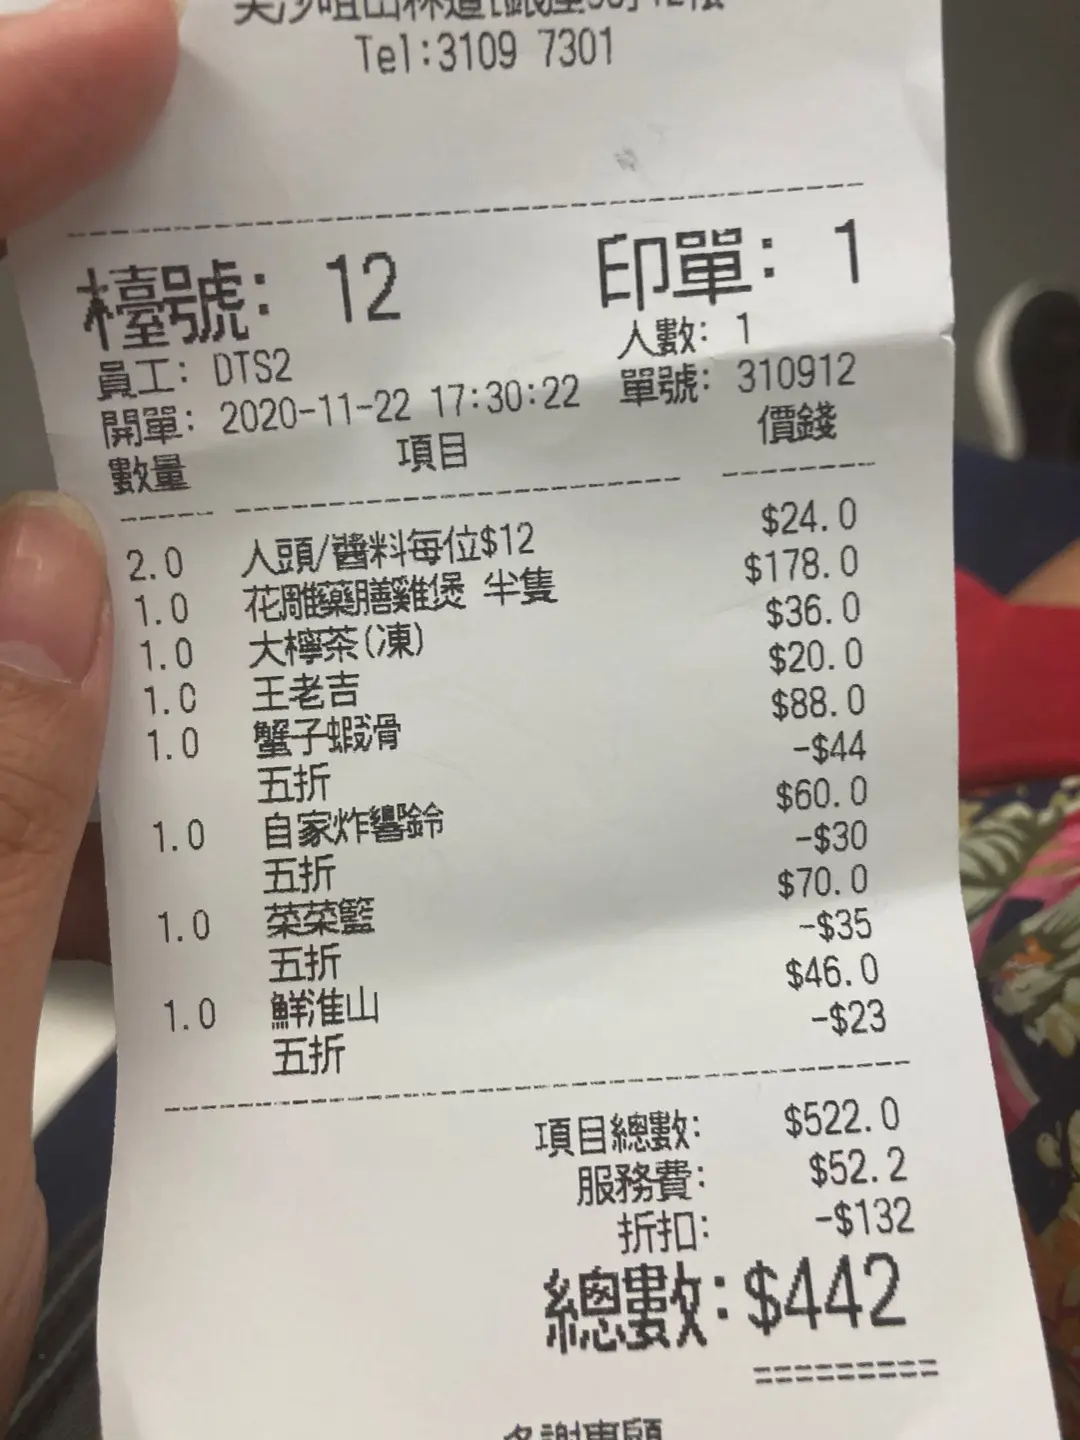 Tel:3109 7301
檯號: 12 印單: 1
員工: DTS2 人數: 1
開單: 2020-11-22 17:30:22 單號: 310912
數量 項目 價錢
2.0 人頭/醬料每位$12 $24.0
1.0 花雕藥膳雞煲 半隻 $178.0
1.0 大檸茶(凍) $36.0
1.0 王老吉 $20.0
1.0 蟹子蝦滑 $88.0
五折 -$44
1.0 自家炸響鈴 $60.0
五折 -$30
1.0 菜菜籃 $70.0
五折 -$35
1.0 鮮淮山 $46.0
五折 -$23
項目總數: $522.0
服務費: $52.2
折扣: -$132
總數: $442
=========
多謝惠顧